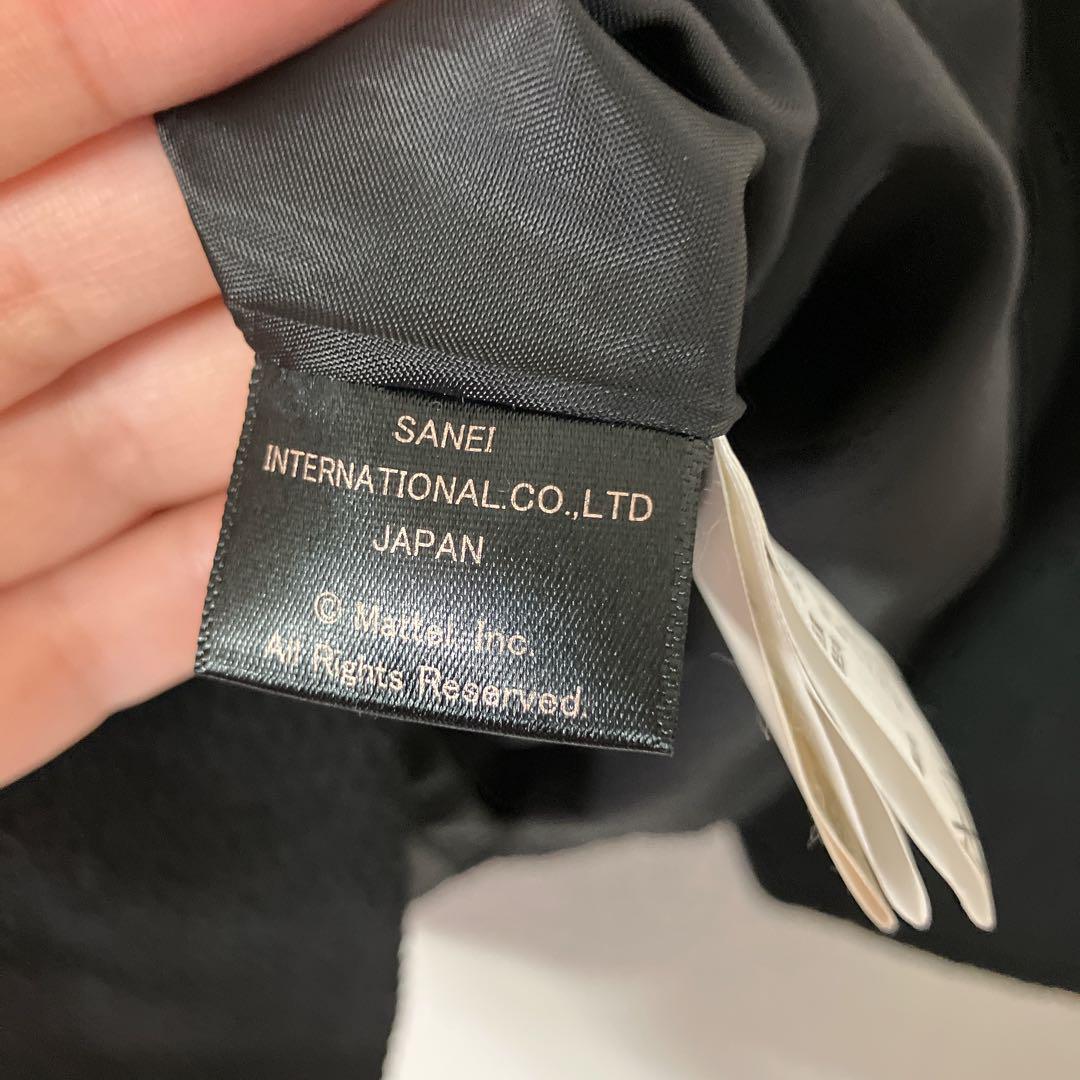 SANEI
INTERNATIONAL.CO.,LTD
JAPAN
© Mattel, Inc.
All Rights Reserved.